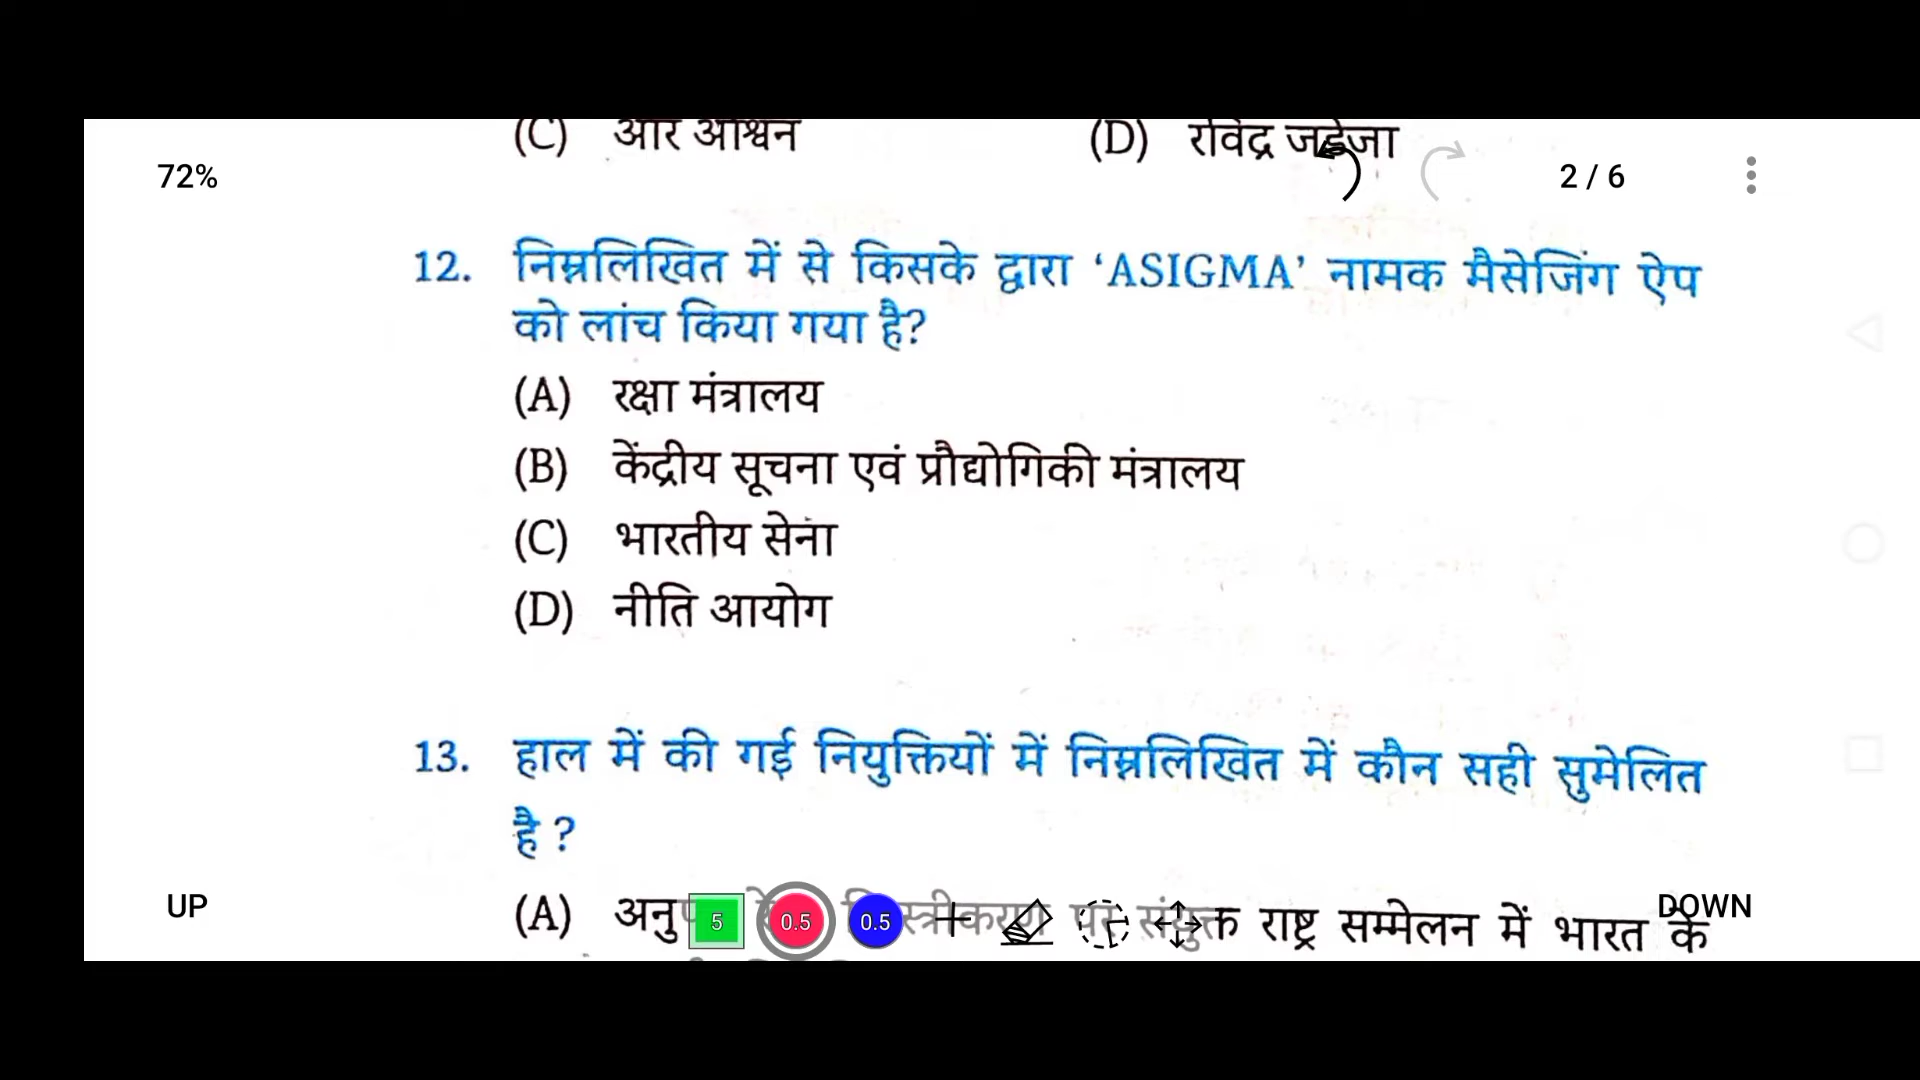 (C) आर अश्विन (D) रविंद्र जडेजा
72% 2 / 6
12. निम्नलिखित में से किसके द्वारा ‘ASIGMA’ नामक मैसेजिंग ऐप
को लांच किया गया है?
(A) रक्षा मंत्रालय
(B) केंद्रीय सूचना एवं प्रौद्योगिकी मंत्रालय
(C) भारतीय सेना
(D) नीति आयोग
13. हाल में की गई नियुक्तियों में निम्नलिखित में कौन सही सुमेलित
है ?
(A) पर संयुक्त राष्ट्र सम्मेलन में भारत के
UP 5 0.5 0.5 DOWN